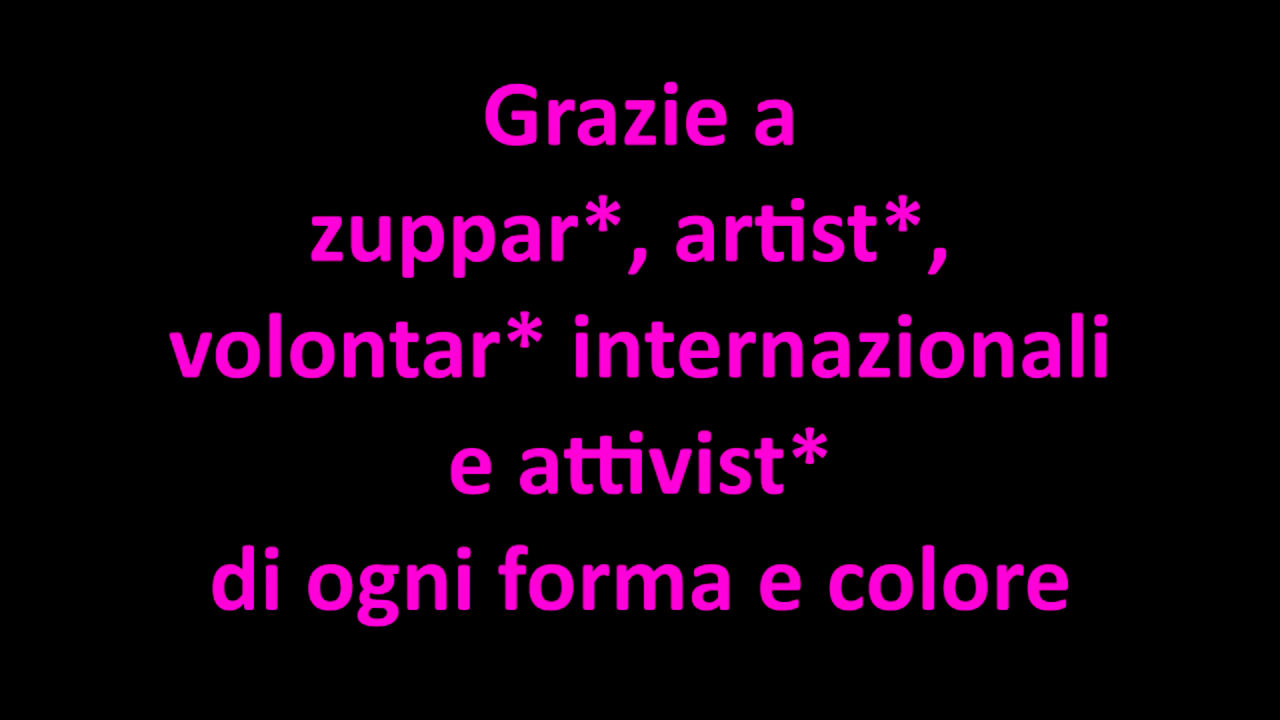 Grazie a
zuppar*, artist*,
volontar* internazionali
e attivist*
di ogni forma e colore